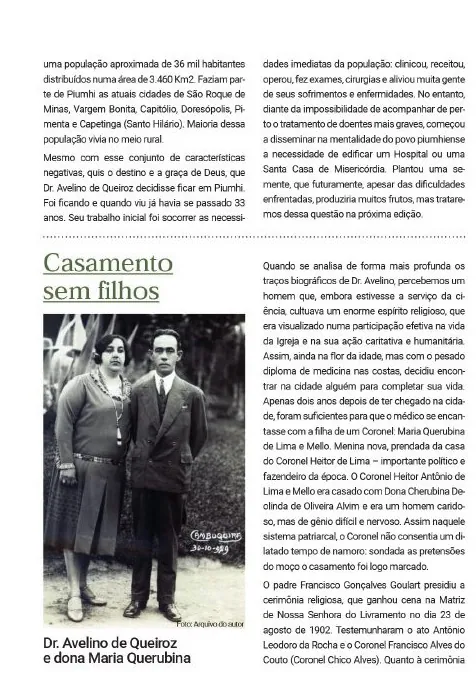 uma população aproximada de 36 mil habitantes
distribuídos numa área de 3.460 Km2. Faziam par-
te de Piumhi as atuais cidades de São Roque de
Minas, Vargem Bonita, Capitólio, Doresópolis, Pi-
menta e Capetinga (Santo Hilário). Maioria dessa
população vivia no meio rural.
Mesmo com esse conjunto de características
negativas, quis o destino e a graça de Deus, que
Dr. Avelino de Queiroz decidisse ficar em Piumhi.
Foi ficando e quando viu já havia se passado 33
anos. Seu trabalho inicial foi socorrer as necessi-
dades imediatas da população: clinicou, receitou,
operou, fez exames, cirurgias e aliviou muita gente
de seus sofrimentos e enfermidades. No entanto,
diante da impossibilidade de acompanhar de per-
to o tratamento de doentes mais graves, começou
a disseminar na mentalidade do povo piumhiense
a necessidade de edificar um Hospital ou uma
Santa Casa de Misericórdia. Plantou uma se-
mente, que futuramente, apesar das dificuldades
enfrentadas, produziria muitos frutos, mas tratare-
mos dessa questão na próxima edição.
Casamento
sem filhos
CAMBUQUIRA
30-10-929
Foto: Arquivo do autor
Dr. Avelino de Queiroz
e dona Maria Querubina
Quando se analisa de forma mais profunda os
traços biográficos de Dr. Avelino, percebemos um
homem que, embora estivesse a serviço da ci-
ência, cultuava um enorme espírito religioso, que
era visualizado numa participação efetiva na vida
da Igreja e na sua ação caritativa e humanitária.
Assim, ainda na flor da idade, mas com o pesado
diploma de medicina nas costas, decidiu encon-
trar na cidade alguém para completar sua vida.
Apenas dois anos depois de ter chegado na cida-
de, foram suficientes para que o médico se encan-
tasse com a filha de um Coronel: Maria Querubina
de Lima e Mello. Menina nova, prendada da casa
do Coronel Heitor de Lima – importante político e
fazendeiro da época. O Coronel Heitor Antônio de
Lima e Mello era casado com Dona Cherubina De-
olinda de Oliveira Alvim e era um homem carido-
so, mas de gênio difícil e nervoso. Assim naquele
sistema patriarcal, o Coronel não consentia um di-
latado tempo de namoro: sondada as pretensões
do moço o casamento foi logo marcado.
O padre Francisco Gonçalves Goulart presidiu a
cerimônia religiosa, que ganhou cena na Matriz
de Nossa Senhora do Livramento no dia 23 de
agosto de 1902. Testemunharam o ato Antônio
Leodoro da Rocha e o Coronel Francisco Alves do
Couto (Coronel Chico Alves). Quanto à cerimônia